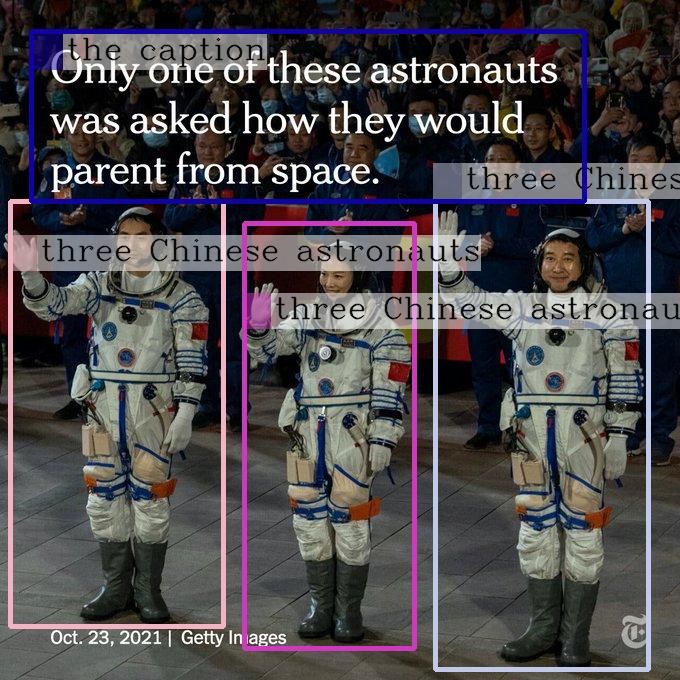 the caption
Only one of these astronauts
was asked how they would
parent from space.
three Chines
three Chinese astronauts
three Chinese astronau
Oct. 23, 2021 | Getty Images
T